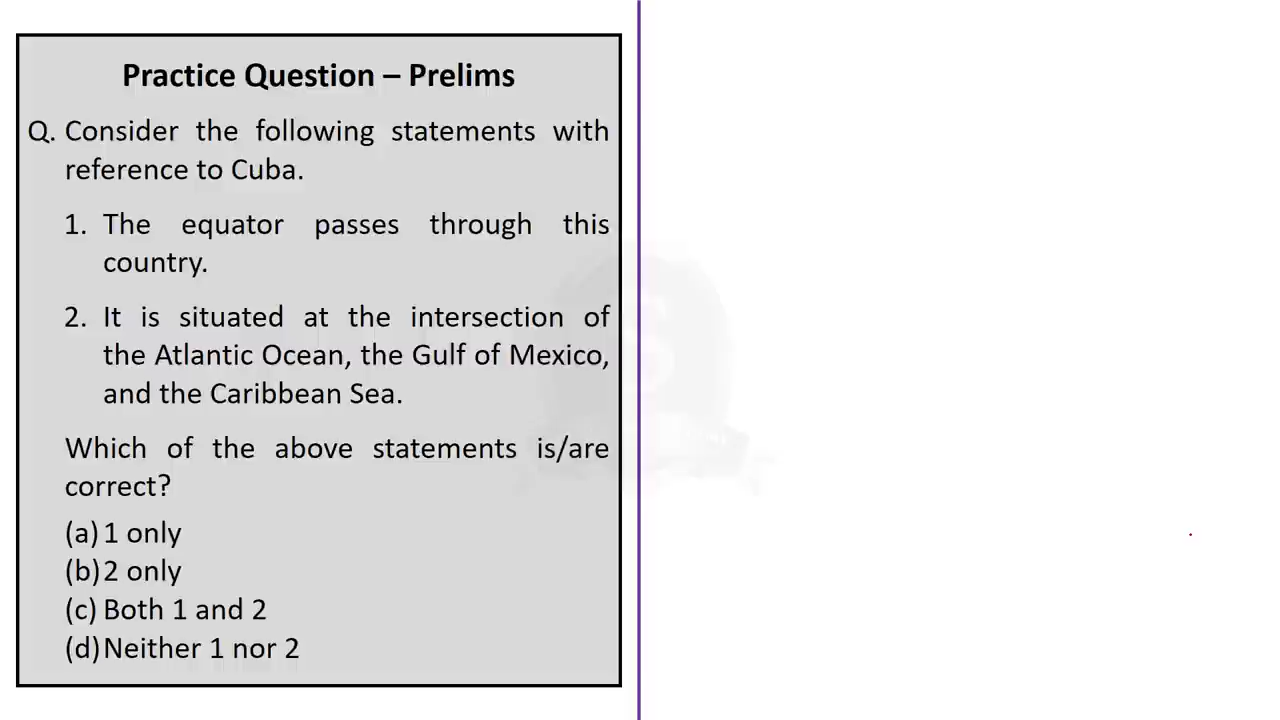 Practice Question – Prelims
Q. Consider the following statements with
reference to Cuba.
1. The equator passes through this
country.
2. It is situated at the intersection of
the Atlantic Ocean, the Gulf of Mexico,
and the Caribbean Sea.
Which of the above statements is/are
correct?
(a) 1 only
(b) 2 only
(c) Both 1 and 2
(d) Neither 1 nor 2